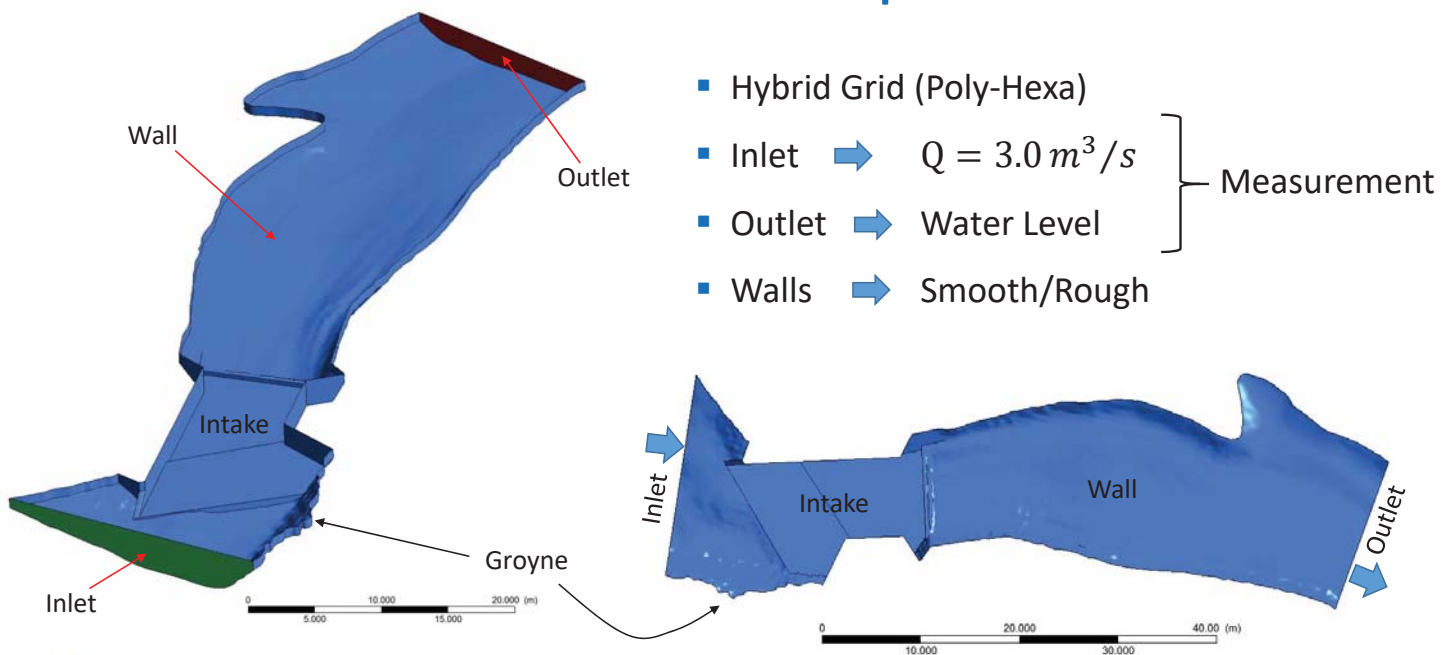 Wall
Outlet
Intake
Inlet
Groyne
0 10.000 20.000 (m)
5.000 15.000
▪ Hybrid Grid (Poly-Hexa)
▪ Inlet Q = 3.0 m³/s
▪ Outlet Water Level
▪ Walls Smooth/Rough
Measurement
Inlet
Intake
Wall
Outlet
0 20.000 40.00 (m)
10.000 30.000